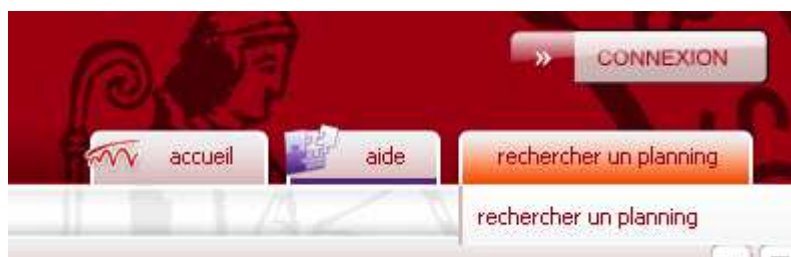 » CONNEXION
accueil aide rechercher un planning
rechercher un planning